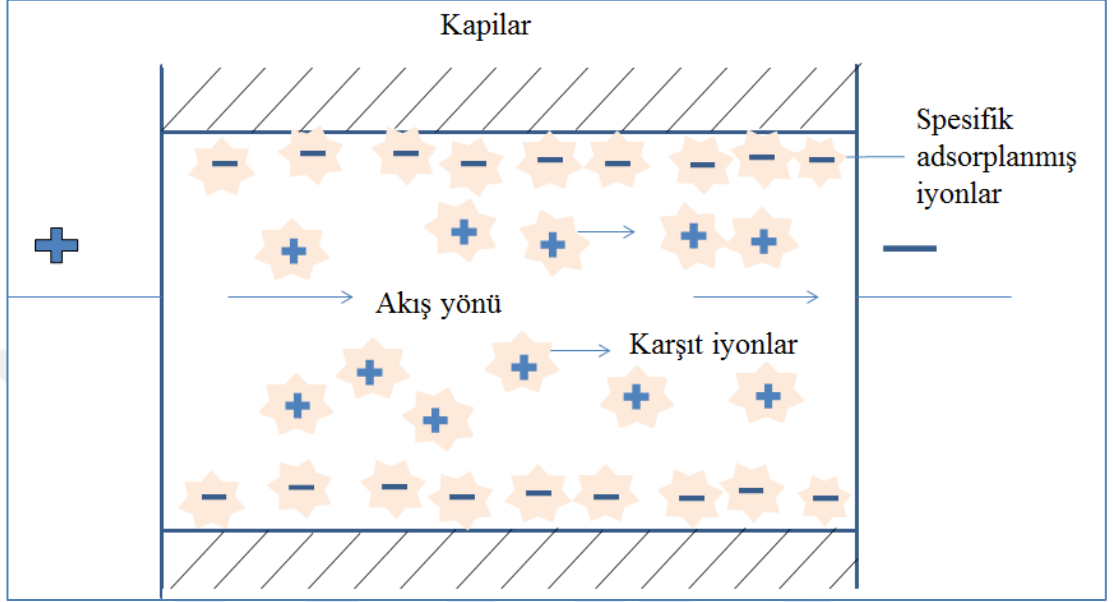 Kapilar
Spesifik
adsorplanmış
iyonlar
Akış yönü
Karşıt iyonlar